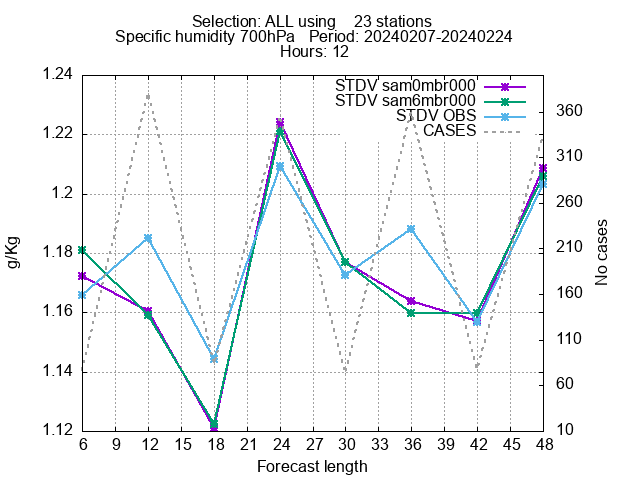 Selection: ALL using    23 stations
Specific humidity 700hPa   Period: 20240207-20240224
Hours: 12
STDV sam0mbr000
STDV sam6mbr000
STDV OBS
CASES
1.24
1.22
1.2
1.18
1.16
1.14
1.12
g/Kg
360
310
260
210
160
110
60
10
No cases
6 9 12 15 18 21 24 27 30 33 36 39 42 45 48
Forecast length